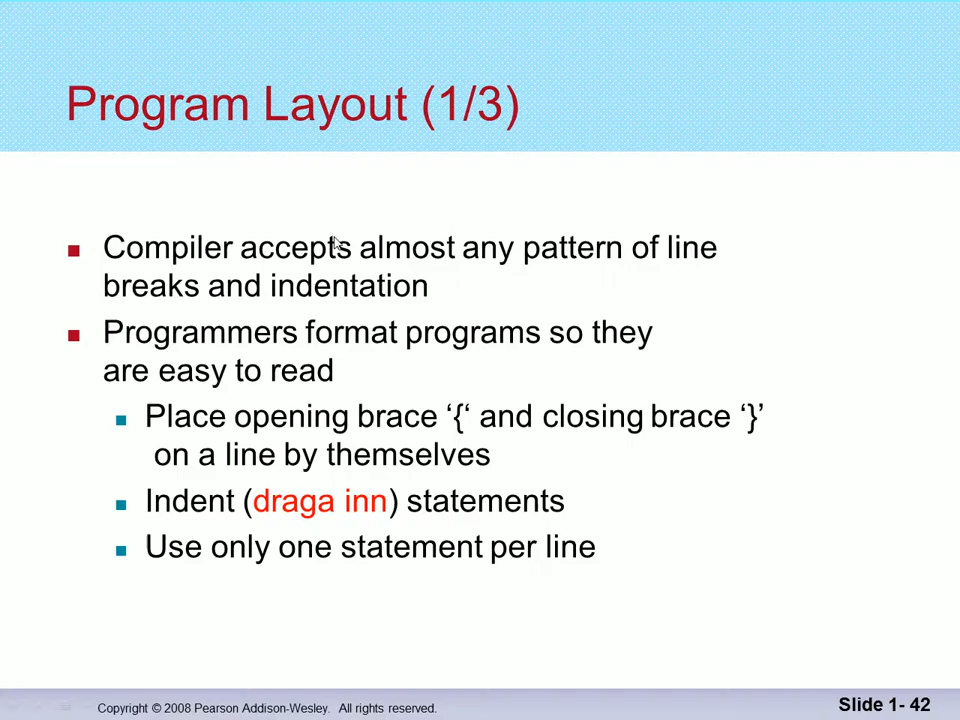 Program Layout (1/3)
Compiler accepts almost any pattern of line
breaks and indentation
Programmers format programs so they
are easy to read
Place opening brace ‘{‘ and closing brace ‘}’
on a line by themselves
Indent (draga inn) statements
Use only one statement per line
Copyright © 2008 Pearson Addison-Wesley. All rights reserved.
Slide 1- 42